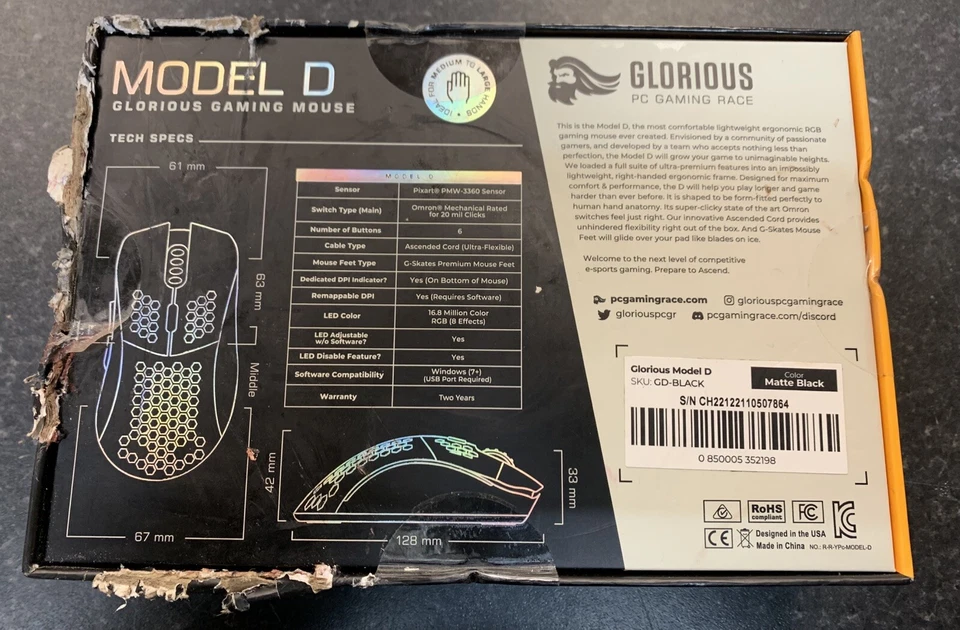 MODEL D
GLORIOUS GAMING MOUSE
IDEAL FOR MEDIUM TO LARGE HANDS
TECH SPECS
61 mm
63 mm
Middle
67 mm
MODEL D
Sensor Pixart® PMW-3360 Sensor
Switch Type (Main) Omron® Mechanical Rated
for 20 mil Clicks
Number of Buttons 6
Cable Type Ascended Cord (Ultra-Flexible)
Mouse Feet Type G-Skates Premium Mouse Feet
Dedicated DPI Indicator? Yes (On Bottom of Mouse)
Remappable DPI Yes (Requires Software)
LED Color 16.8 Million Color
RGB (8 Effects)
LED Adjustable
w/o Software? Yes
LED Disable Feature? Yes
Software Compatibility Windows (7+)
(USB Port Required)
Warranty Two Years
42 mm
33 mm
128 mm
GLORIOUS
PC GAMING RACE
This is the Model D, the most comfortable lightweight ergonomic RGB
gaming mouse ever created. Envisioned by a community of passionate
gamers, and developed by a team who accepts nothing less than
perfection, the Model D will grow your game to unimaginable heights.
We loaded a full suite of ultra-premium features into an impossibly
lightweight, right-handed ergonomic frame. Designed for maximum
comfort & performance, the D will help you play longer and game
harder than ever before. It is shaped to be form-fitted perfectly to
human hand anatomy. Its super-clicky state of the art Omron
switches feel just right. Our innovative Ascended Cord provides
unhindered flexibility right out of the box. And G-Skates Mouse
Feet will glide over your pad like blades on ice.
Welcome to the next level of competitive
e-sports gaming. Prepare to Ascend.
pcgamingrace.com gloriouspcgamingrace
gloriouspcgr pcgamingrace.com/discord
Glorious Model D
SKU: GD-BLACK
Color
Matte Black
S/N CH22122110507864
0 850005 352198
RoHS
compliant
FC
CE
Designed in the USA
Made in China NO.: R-R-YPc-MODEL-D